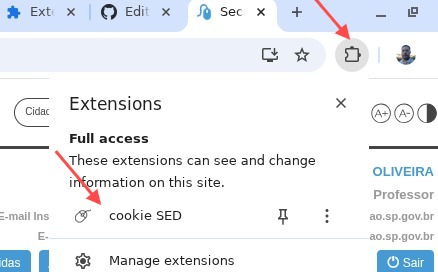 Exte
Edit
Sec
Cidac
A+ A-
Extensions
Full access
These extensions can see and change
information on this site.
OLIVEIRA
Professor
E-mail Ins
ao.sp.gov.br
cookie SED
E-
ao.sp.gov.br
idas
Sair
Manage extensions